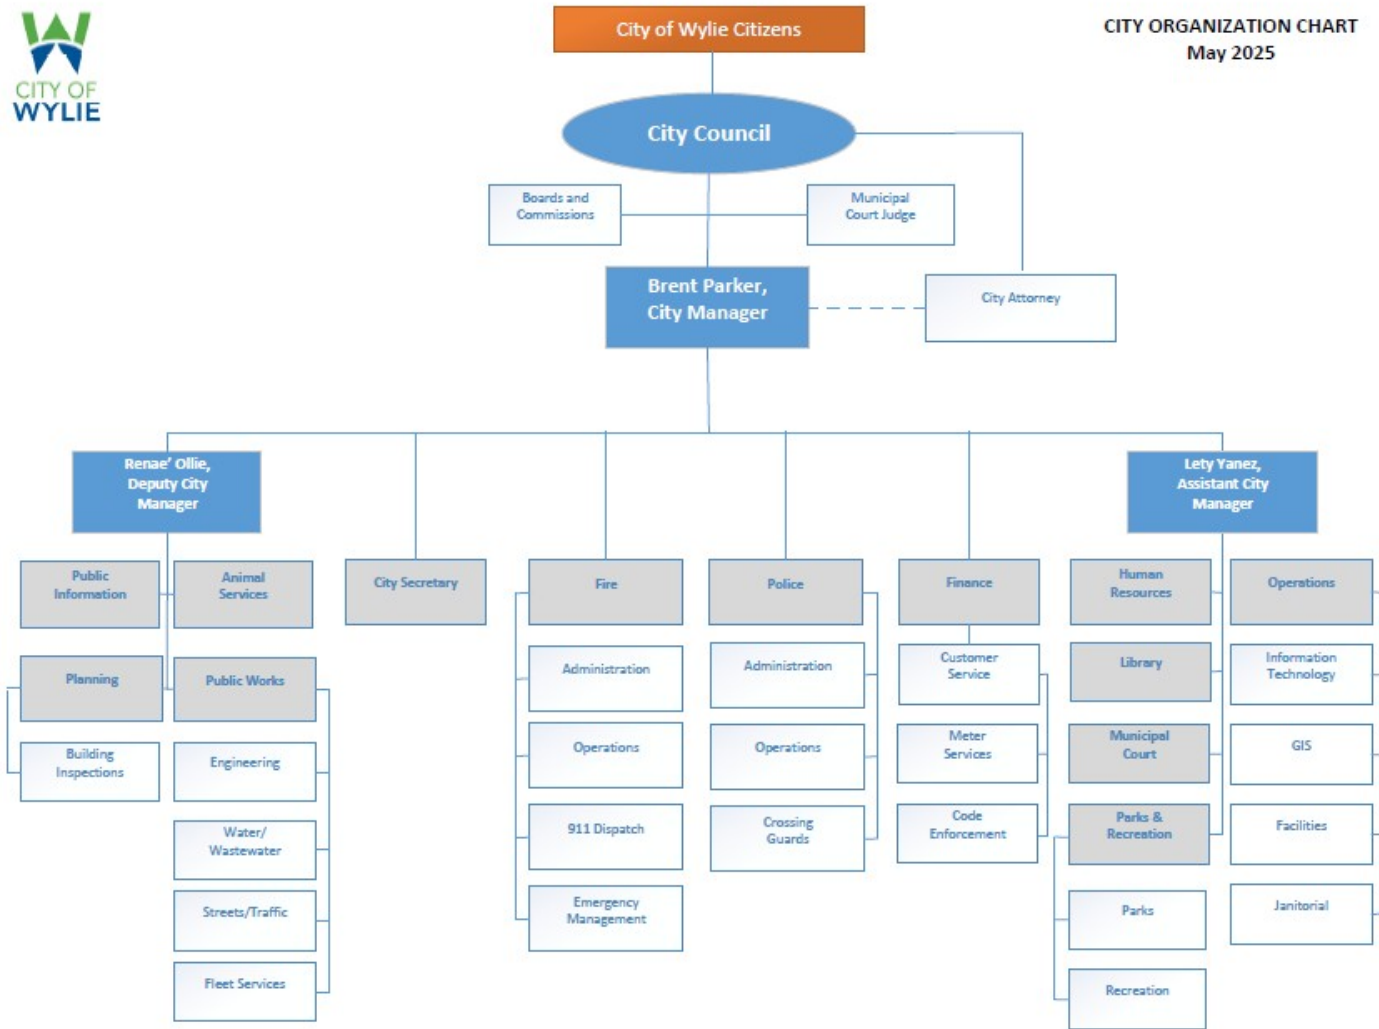 CITY OF
WYLIE
City of Wylie Citizens
CITY ORGANIZATION CHART
May 2025
City Council
Boards and
Commissions
Municipal
Court Judge
Brent Parker,
City Manager
City Attorney
Renae' Ollie,
Deputy City
Manager
Lety Yanez,
Assistant City
Manager
Public
Information
Animal
Services
City Secretary
Fire
Police
Finance
Human
Resources
Operations
Planning
Public Works
Administration
Administration
Customer
Service
Library
Information
Technology
Building
Inspections
Engineering
Operations
Operations
Meter
Services
Municipal
Court
GIS
Water/
Wastewater
911 Dispatch
Crossing
Guards
Code
Enforcement
Parks &
Recreation
Facilities
Streets/Traffic
Emergency
Management
Parks
Janitorial
Fleet Services
Recreation